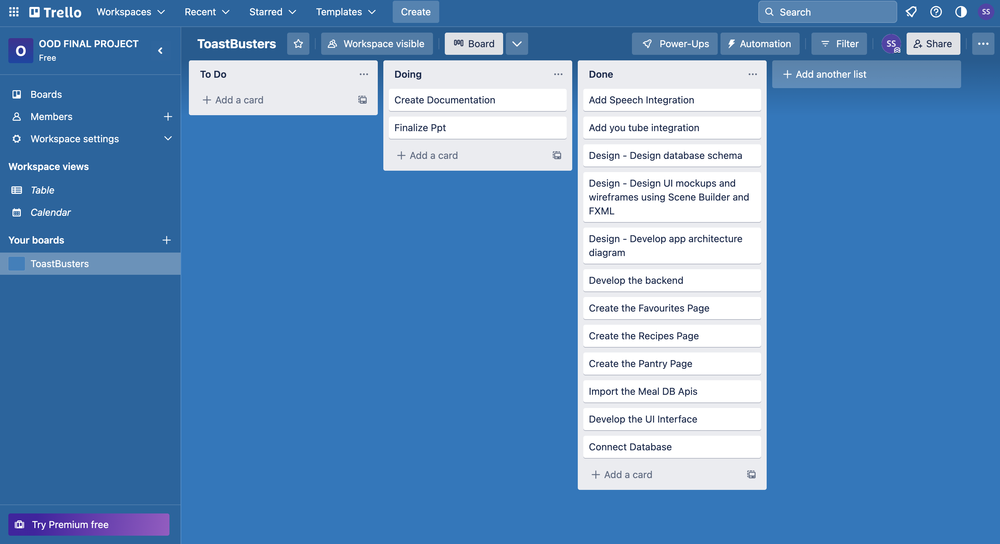 Trello
Workspaces
Recent
Starred
Templates
Create
Search
SS
O
OOD FINAL PROJECT
Free
Boards
Members
Workspace settings
Workspace views
Table
Calendar
Your boards
ToastBusters
Try Premium free
ToastBusters
Workspace visible
Board
Power-Ups
Automation
Filter
SS
Share
To Do
Add a card
Doing
Create Documentation
Finalize Ppt
Add a card
Done
Add Speech Integration
Add you tube integration
Design - Design database schema
Design - Design UI mockups and
wireframes using Scene Builder and
FXML
Design - Develop app architecture
diagram
Develop the backend
Create the Favourites Page
Create the Recipes Page
Create the Pantry Page
Import the Meal DB Apis
Develop the UI Interface
Connect Database
Add a card
Add another list